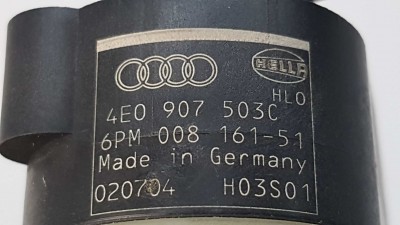 HELLA
HLO
4E0 907 503C
6PM 008 161-51
Made in Germany
020704 H03S01